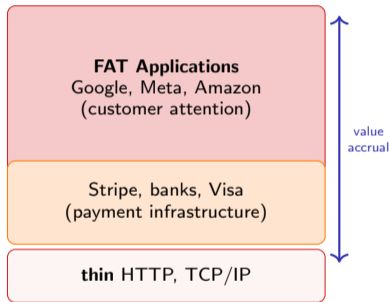 FAT Applications
Google, Meta, Amazon
(customer attention)
value
accrual
Stripe, banks, Visa
(payment infrastructure)
thin HTTP, TCP/IP